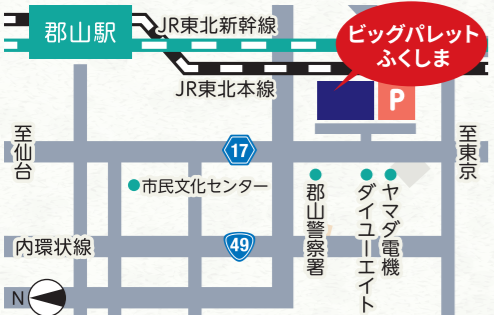 郡山駅
JR東北新幹線
ビッグパレット
ふくしま
JR東北本線
P
至仙台
17
至東京
市民文化センター
郡山警察署
ダイユーエイト
ヤマダ電機
内環状線
49
N